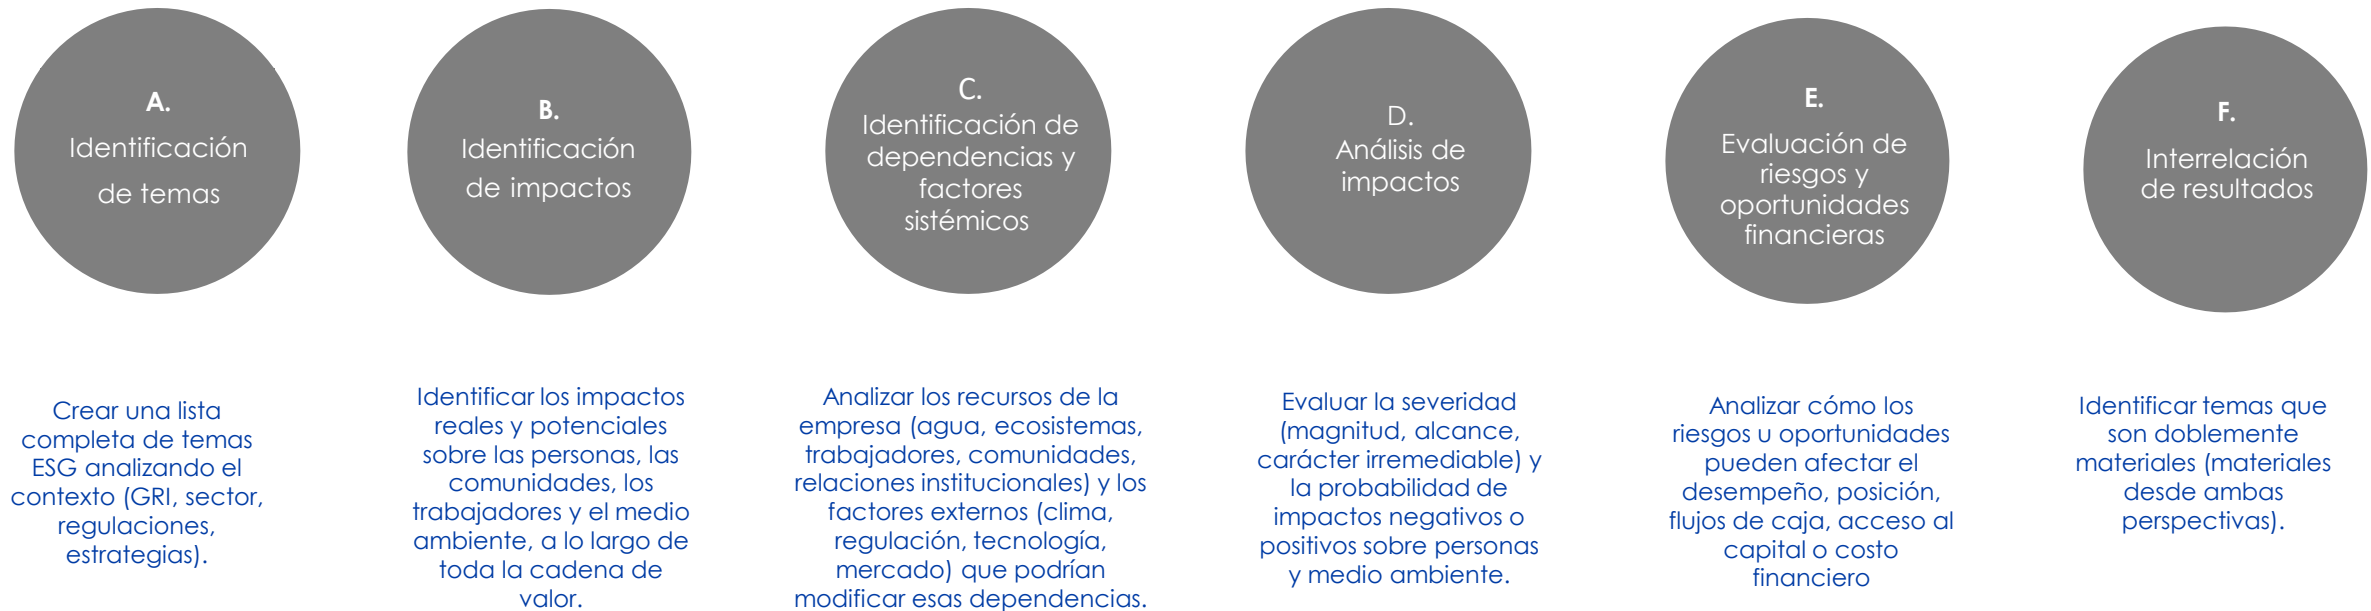 A.
Identificación
de temas
B.
Identificación
de impactos
C.
Identificación de
dependencias y
factores
sistémicos
D.
Análisis de
impactos
E.
Evaluación de
riesgos y
oportunidades
financieras
F.
Interrelación
de resultados
Crear una lista
completa de temas
ESG analizando el
contexto (GRI, sector,
regulaciones,
estrategias).
Identificar los impactos
reales y potenciales
sobre las personas, las
comunidades, los
trabajadores y el medio
ambiente, a lo largo de
toda la cadena de
valor.
Analizar los recursos de la
empresa (agua, ecosistemas,
trabajadores, comunidades,
relaciones institucionales) y los
factores externos (clima,
regulación, tecnología,
mercado) que podrían
modificar esas dependencias.
Evaluar la severidad
(magnitud, alcance,
carácter irremediable) y
la probabilidad de
impactos negativos o
positivos sobre personas
y medio ambiente.
Analizar cómo los
riesgos u oportunidades
pueden afectar el
desempeño, posición,
flujos de caja, acceso al
capital o costo
financiero
Identificar temas que
son doblemente
materiales (materiales
desde ambas
perspectivas).